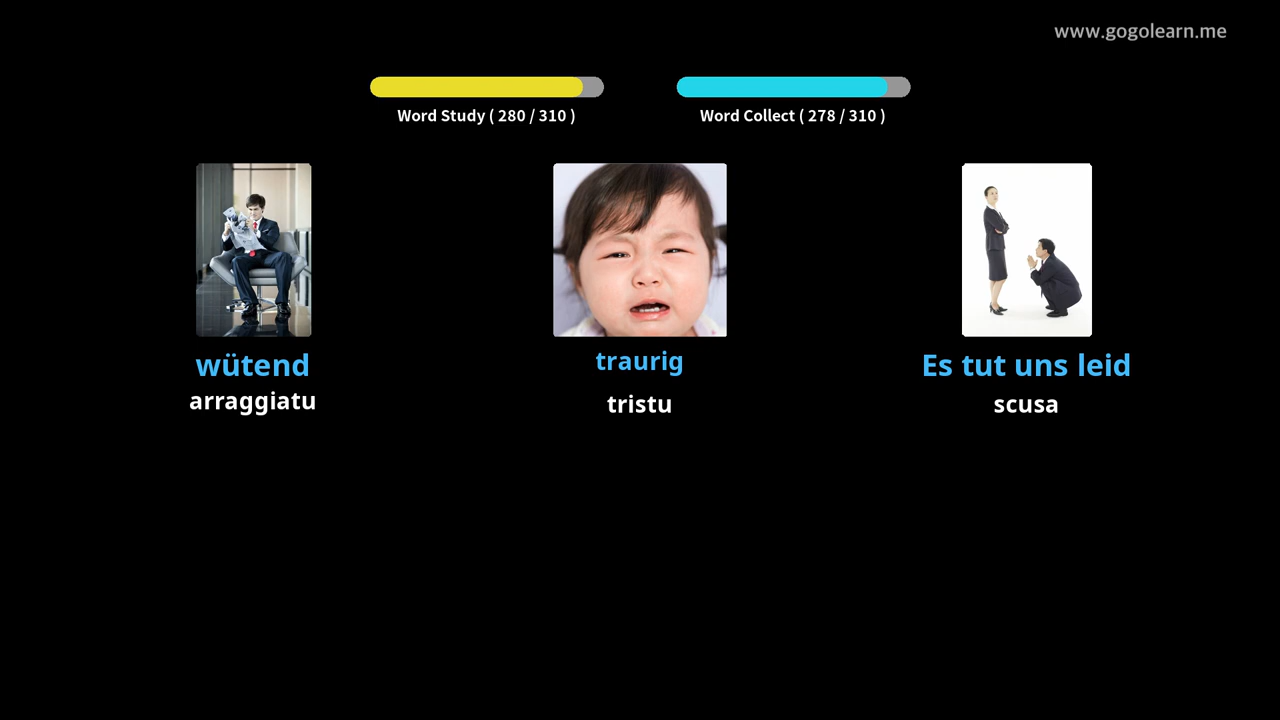 www.gogolearn.me
Word Study ( 280 / 310 )
Word Collect ( 278 / 310 )
wütend
arraggiatu
traurig
tristu
Es tut uns leid
scusa